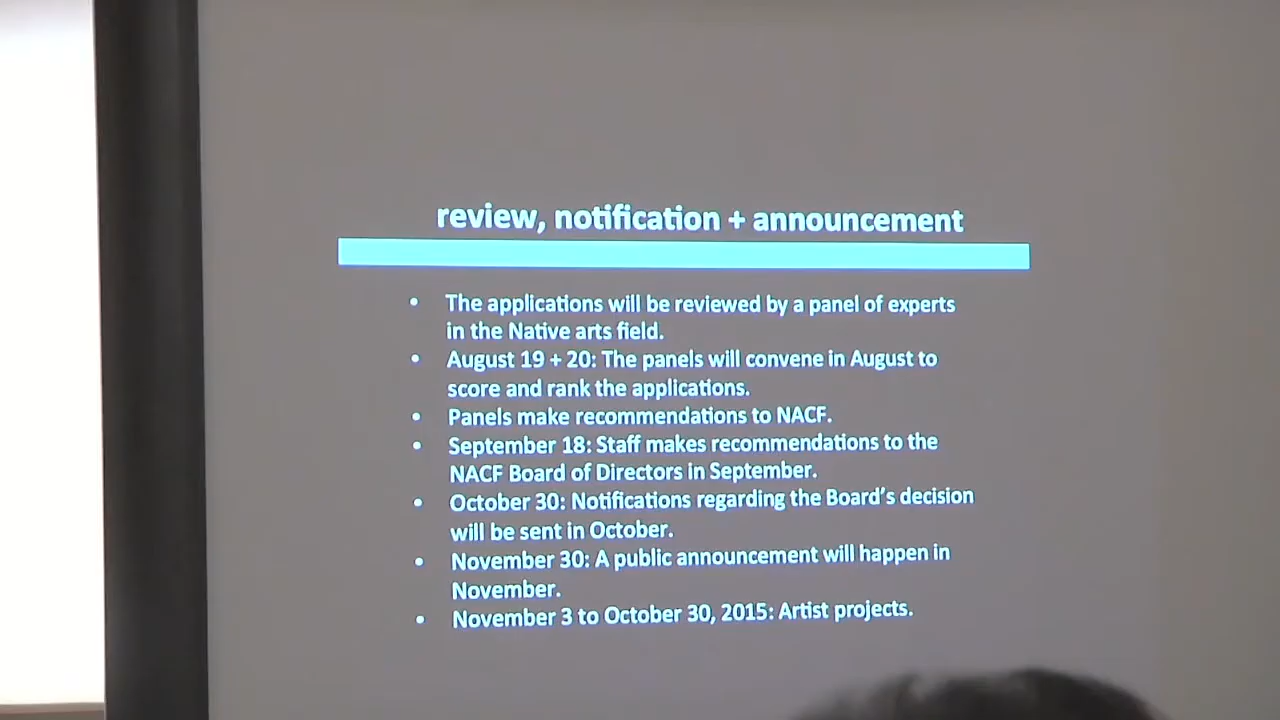 review, notification + announcement
• The applications will be reviewed by a panel of experts
in the Native arts field.
• August 19 + 20: The panels will convene in August to
score and rank the applications.
• Panels make recommendations to NACF.
• September 18: Staff makes recommendations to the
NACF Board of Directors in September.
• October 30: Notifications regarding the Board's decision
will be sent in October.
• November 30: A public announcement will happen in
November.
• November 3 to October 30, 2015: Artist projects.